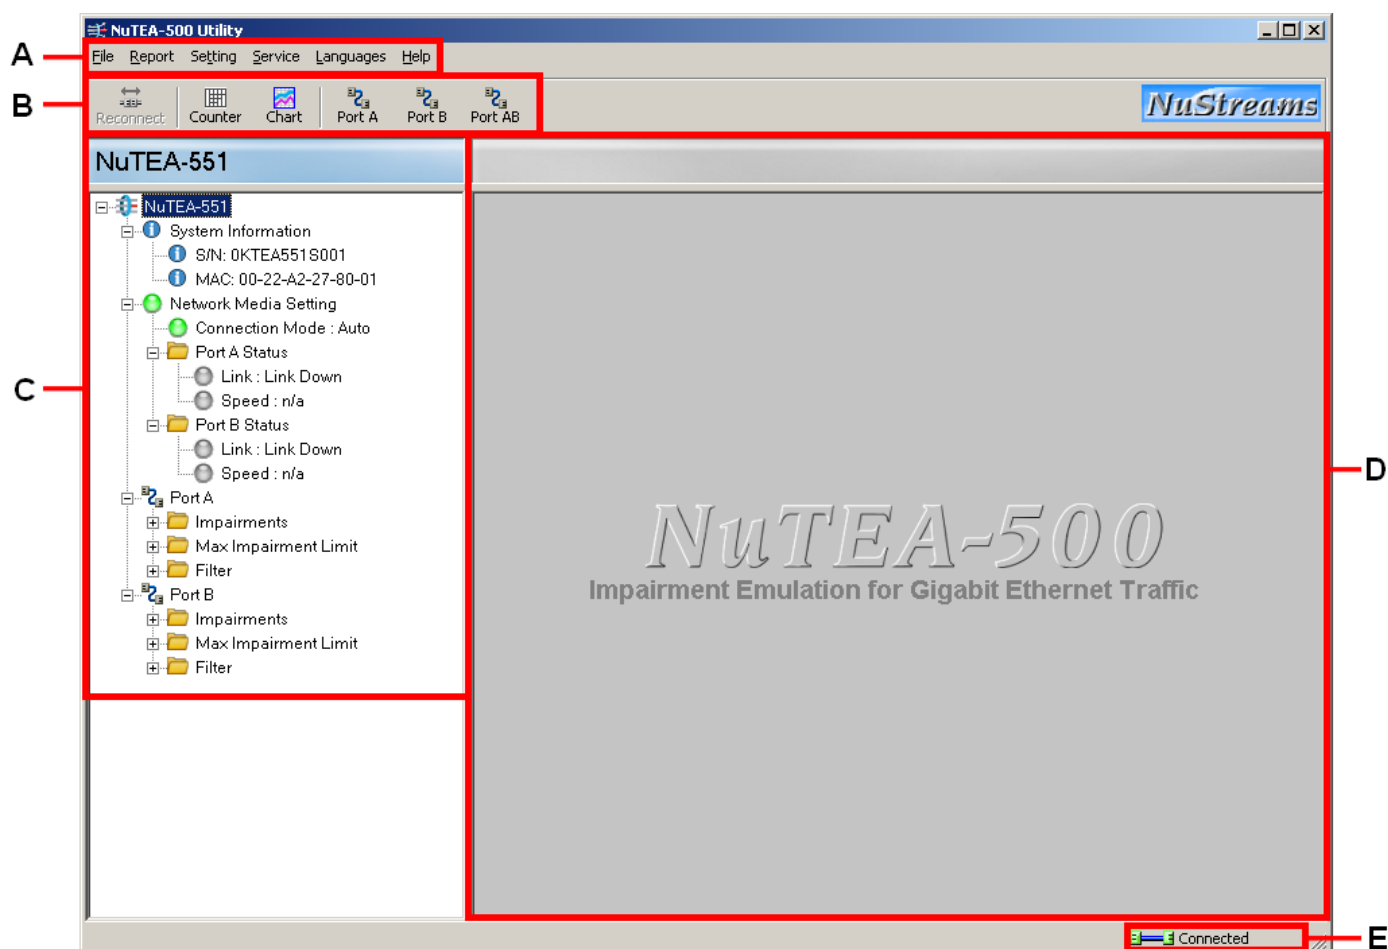 NuTEA-500 Utility
A
File Report Setting Service Languages Help
B
Reconnect Counter Chart Port A Port B Port AB
NuStreams
NuTEA-551
NuTEA-551
System Information
S/N: 0KTEA551S001
MAC: 00-22-A2-27-80-01
Network Media Setting
Connection Mode : Auto
Port A Status
Link : Link Down
Speed : n/a
Port B Status
Link : Link Down
Speed : n/a
Port A
Impairments
Max Impairment Limit
Filter
Port B
Impairments
Max Impairment Limit
Filter
C
NuTEA-500
Impairment Emulation for Gigabit Ethernet Traffic
D
Connected
E